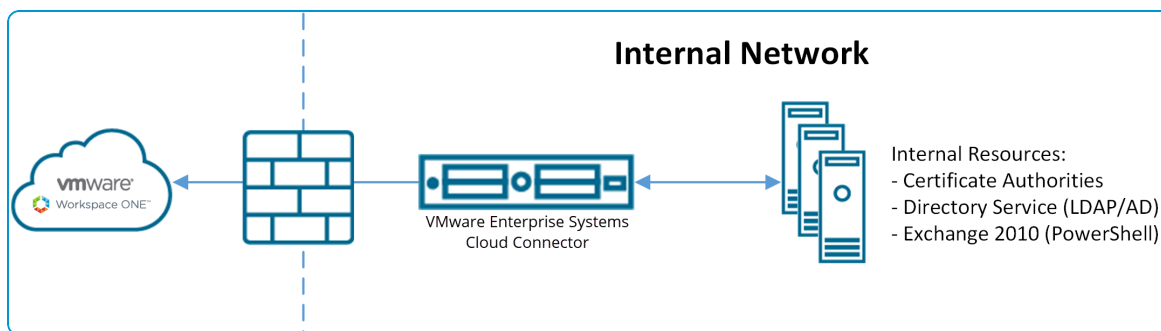 Internal Network
vmware®
Workspace ONE™
VMware Enterprise Systems
Cloud Connector
Internal Resources:
- Certificate Authorities
- Directory Service (LDAP/AD)
- Exchange 2010 (PowerShell)